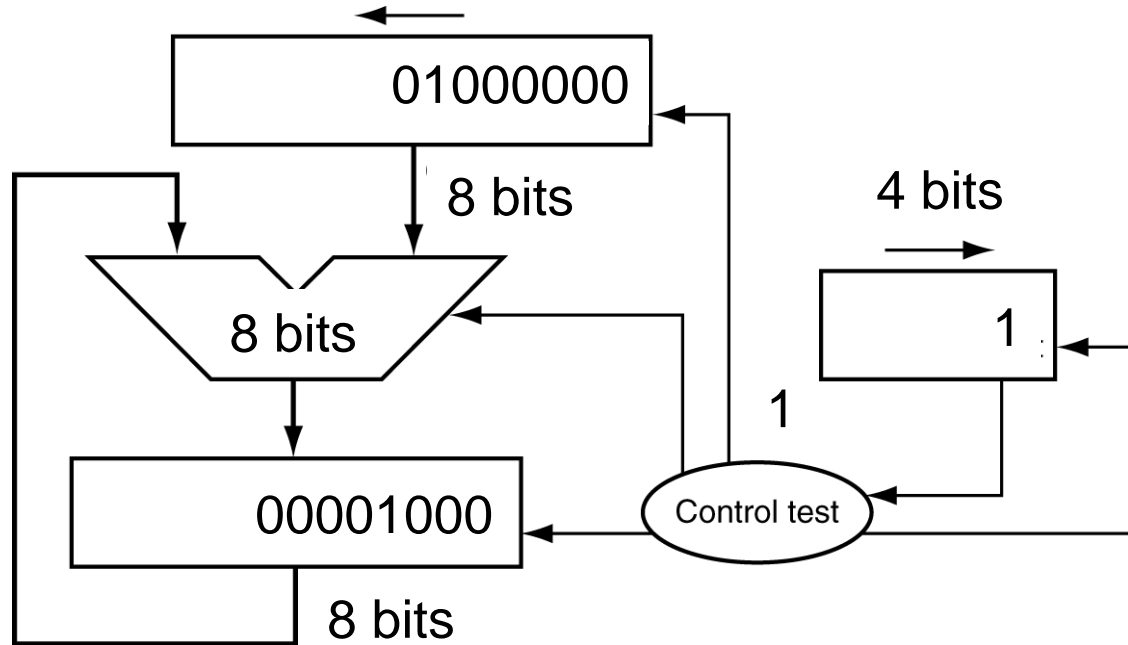 01000000
8 bits
4 bits
8 bits
1
1
Control test
00001000
8 bits